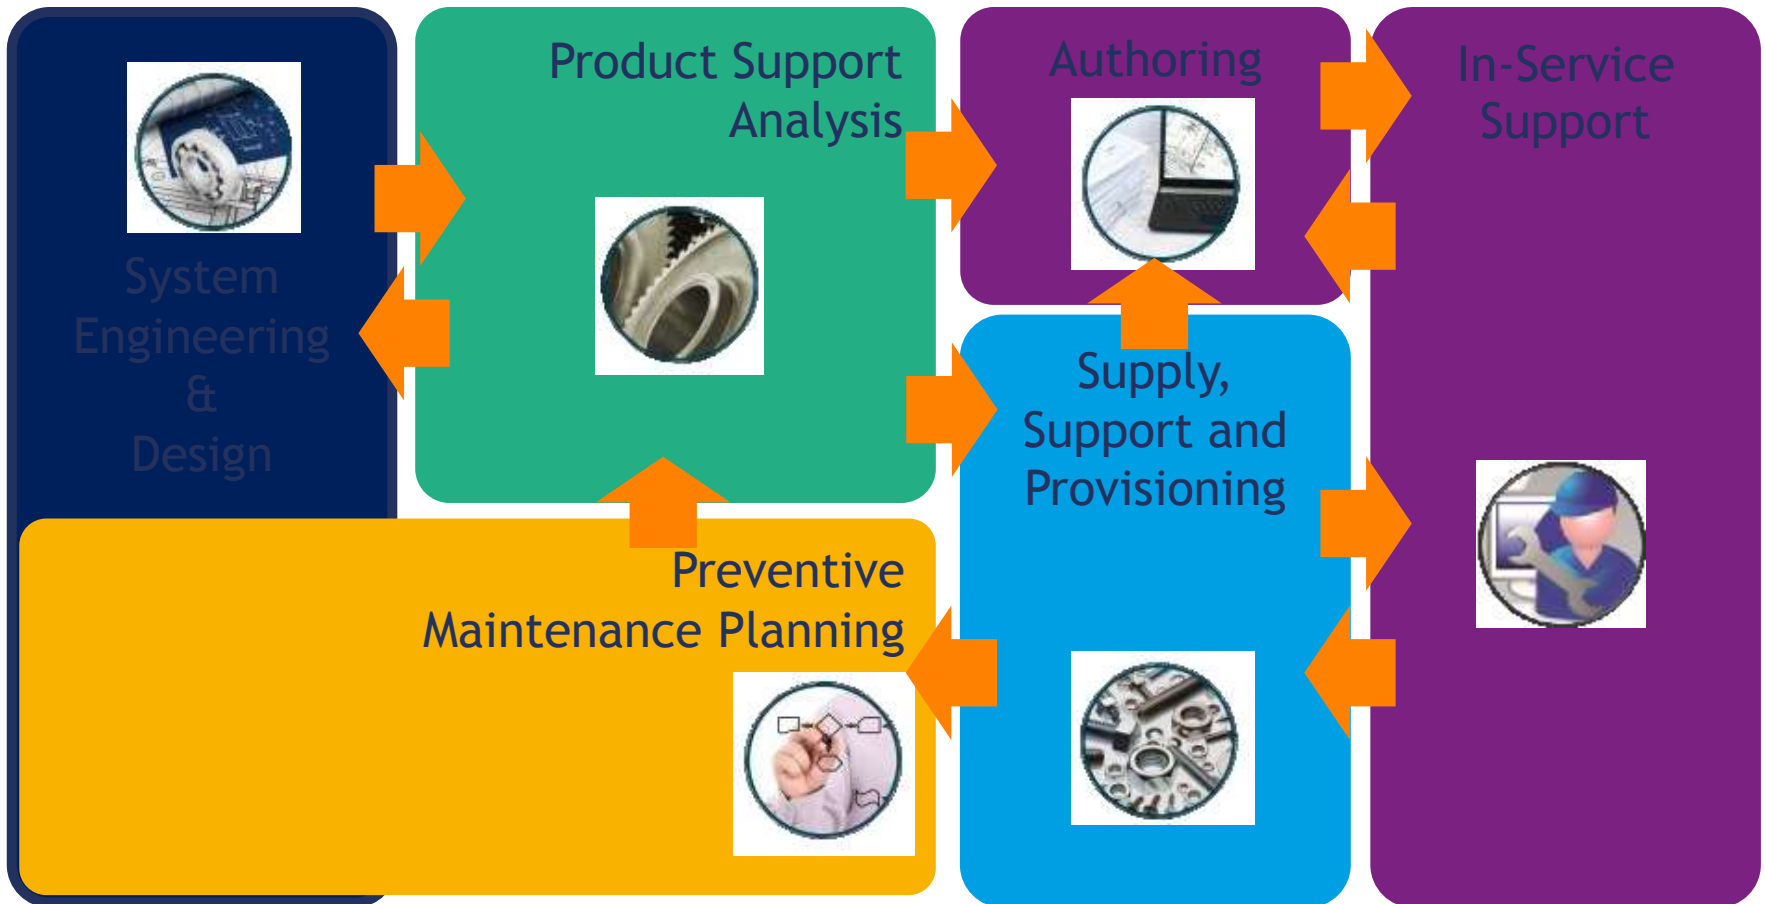 System
Engineering
&
Design
Product Support
Analysis
Preventive
Maintenance Planning
Authoring
Supply,
Support and
Provisioning
In-Service
Support